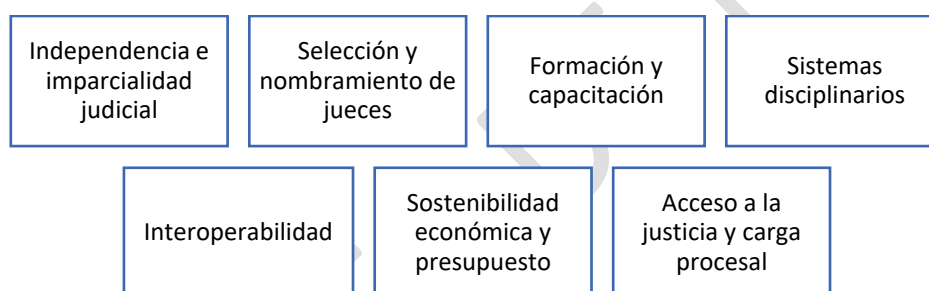 Independencia e
imparcialidad
judicial
Selección y
nombramiento de
jueces
Formación y
capacitación
Sistemas
disciplinarios
Interoperabilidad
Sostenibilidad
económica y
presupuesto
Acceso a la
justicia y carga
procesal